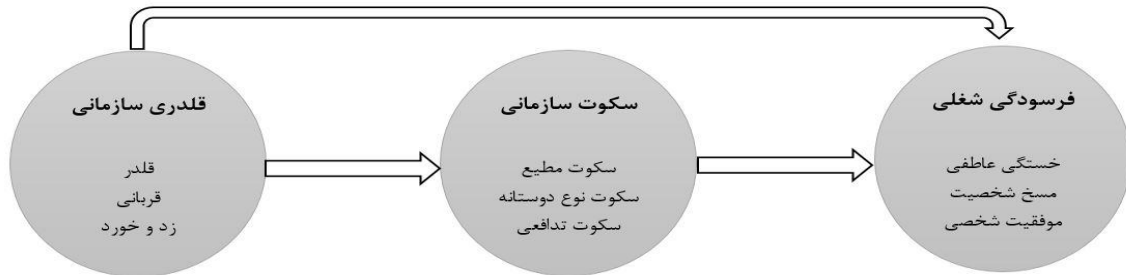 قلدری سازمانی
قلدر
قربانی
زد و خورد
سکوت سازمانی
سکوت مطیع
سکوت نوع دوستانه
سکوت تدافعی
فرسودگی شغلی
خستگی عاطفی
مسخ شخصیت
موفقیت شخصی